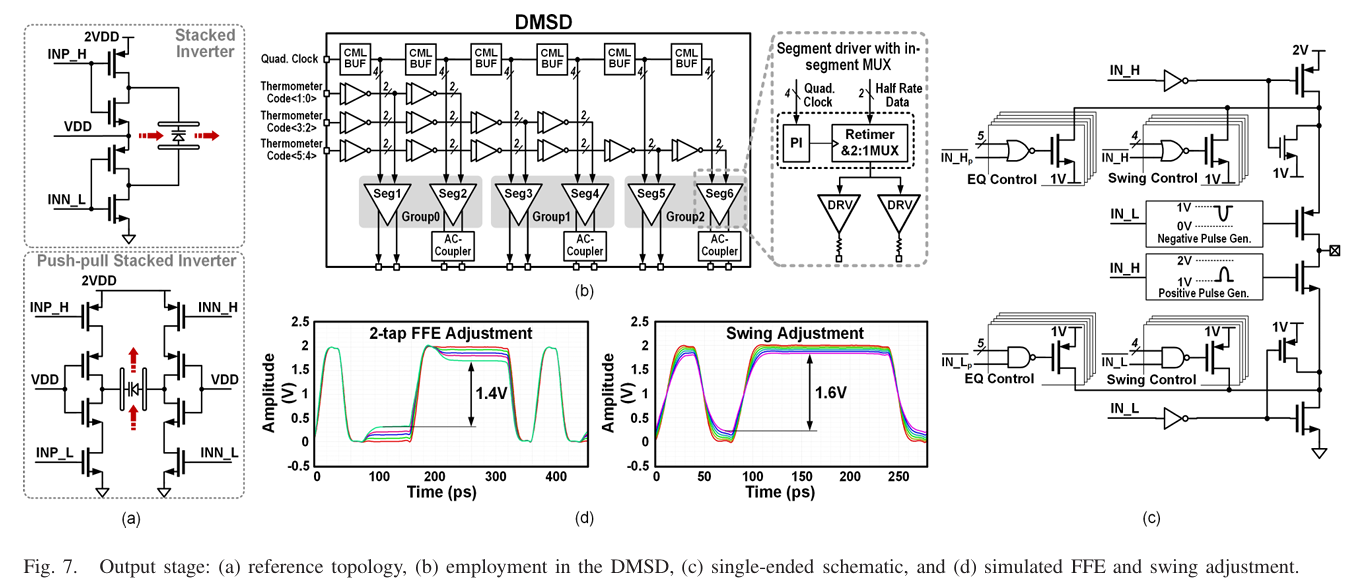 Stacked
Inverter
2VDD
INP_H
VDD
INN_L
Push-pull Stacked Inverter
2VDD
INP_H
INN_H
VDD
VDD
INP_L
INN_L
(a)
DMSD
Quad. Clock
CML BUF
CML BUF
CML BUF
CML BUF
CML BUF
CML BUF
4
4
4
4
4
4
Thermometer
Code<1:0>
2
2
Thermometer
Code<3:2>
2
2
Thermometer
Code<5:4>
2
2
Seg1
Seg2
Seg3
Seg4
Seg5
Seg6
Group0
Group1
Group2
AC-
Coupler
AC-
Coupler
AC-
Coupler
Segment driver with in-
segment MUX
4
Quad.
Clock
2
Half Rate
Data
PI
Retimer
&2:1MUX
DRV
DRV
(b)
2V
IN_H
5
IN_Hp
EQ Control
1V
4
IN_H
Swing Control
1V
1V
IN_L
1V
0V
Negative Pulse Gen.
IN_H
2V
1V
Positive Pulse Gen.
5
IN_Lp
EQ Control
1V
4
IN_L
Swing Control
1V
1V
IN_L
(c)
2-tap FFE Adjustment
Amplitude
(V)
2.5
2
1.5
1
0.5
0
-0.5
1.4V
0
100
200
300
400
Time (ps)
Swing Adjustment
Amplitude
(V)
2.5
2
1.5
1
0.5
0
-0.5
1.6V
0
50
100
150
200
250
Time (ps)
(d)
Fig. 7. Output stage: (a) reference topology, (b) employment in the DMSD, (c) single-ended schematic, and (d) simulated FFE and swing adjustment.